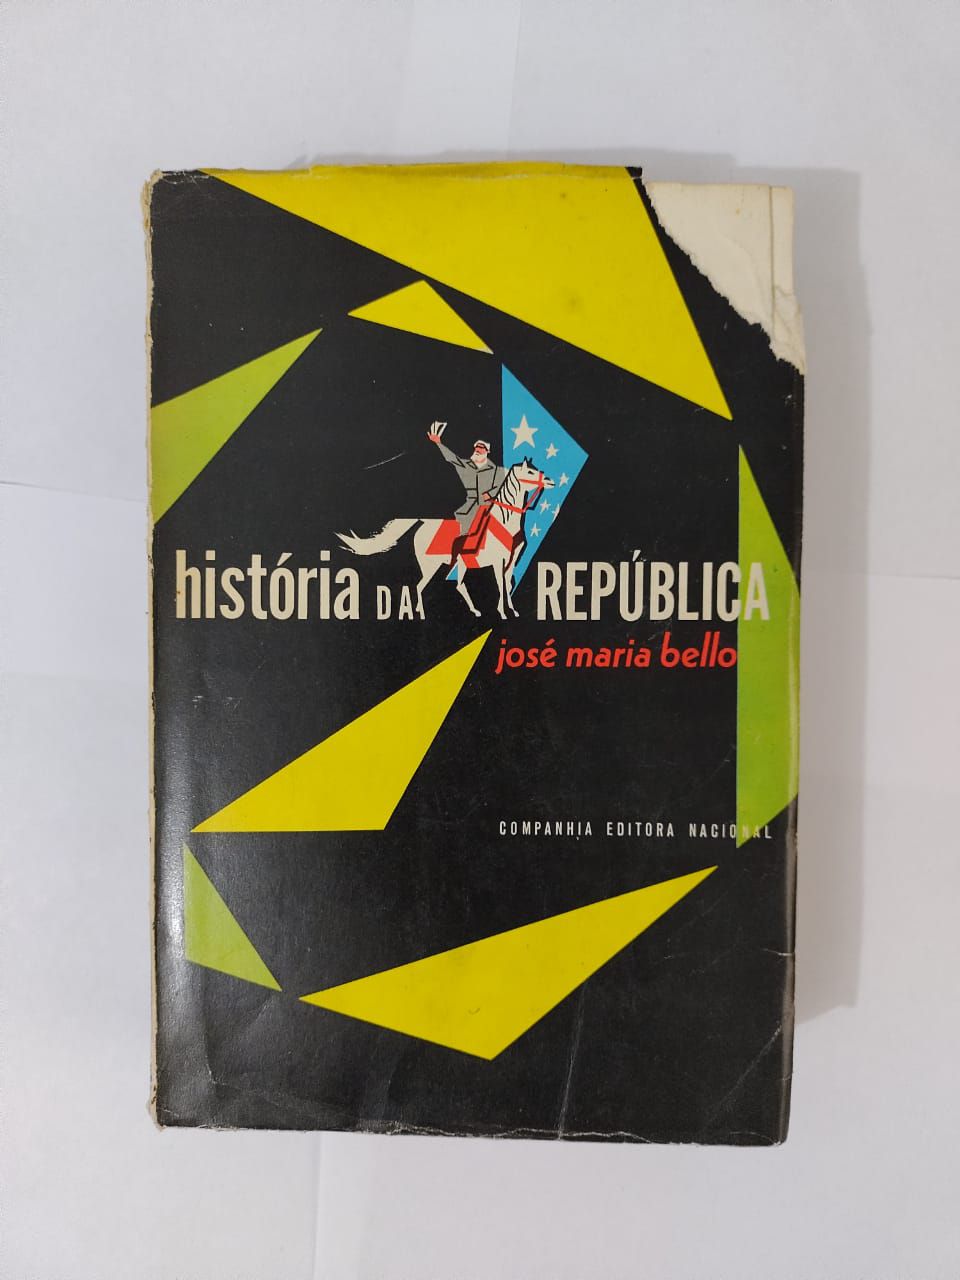 história DA REPÚBLICA
josé maria bello
COMPANHIA EDITORA NACIONAL